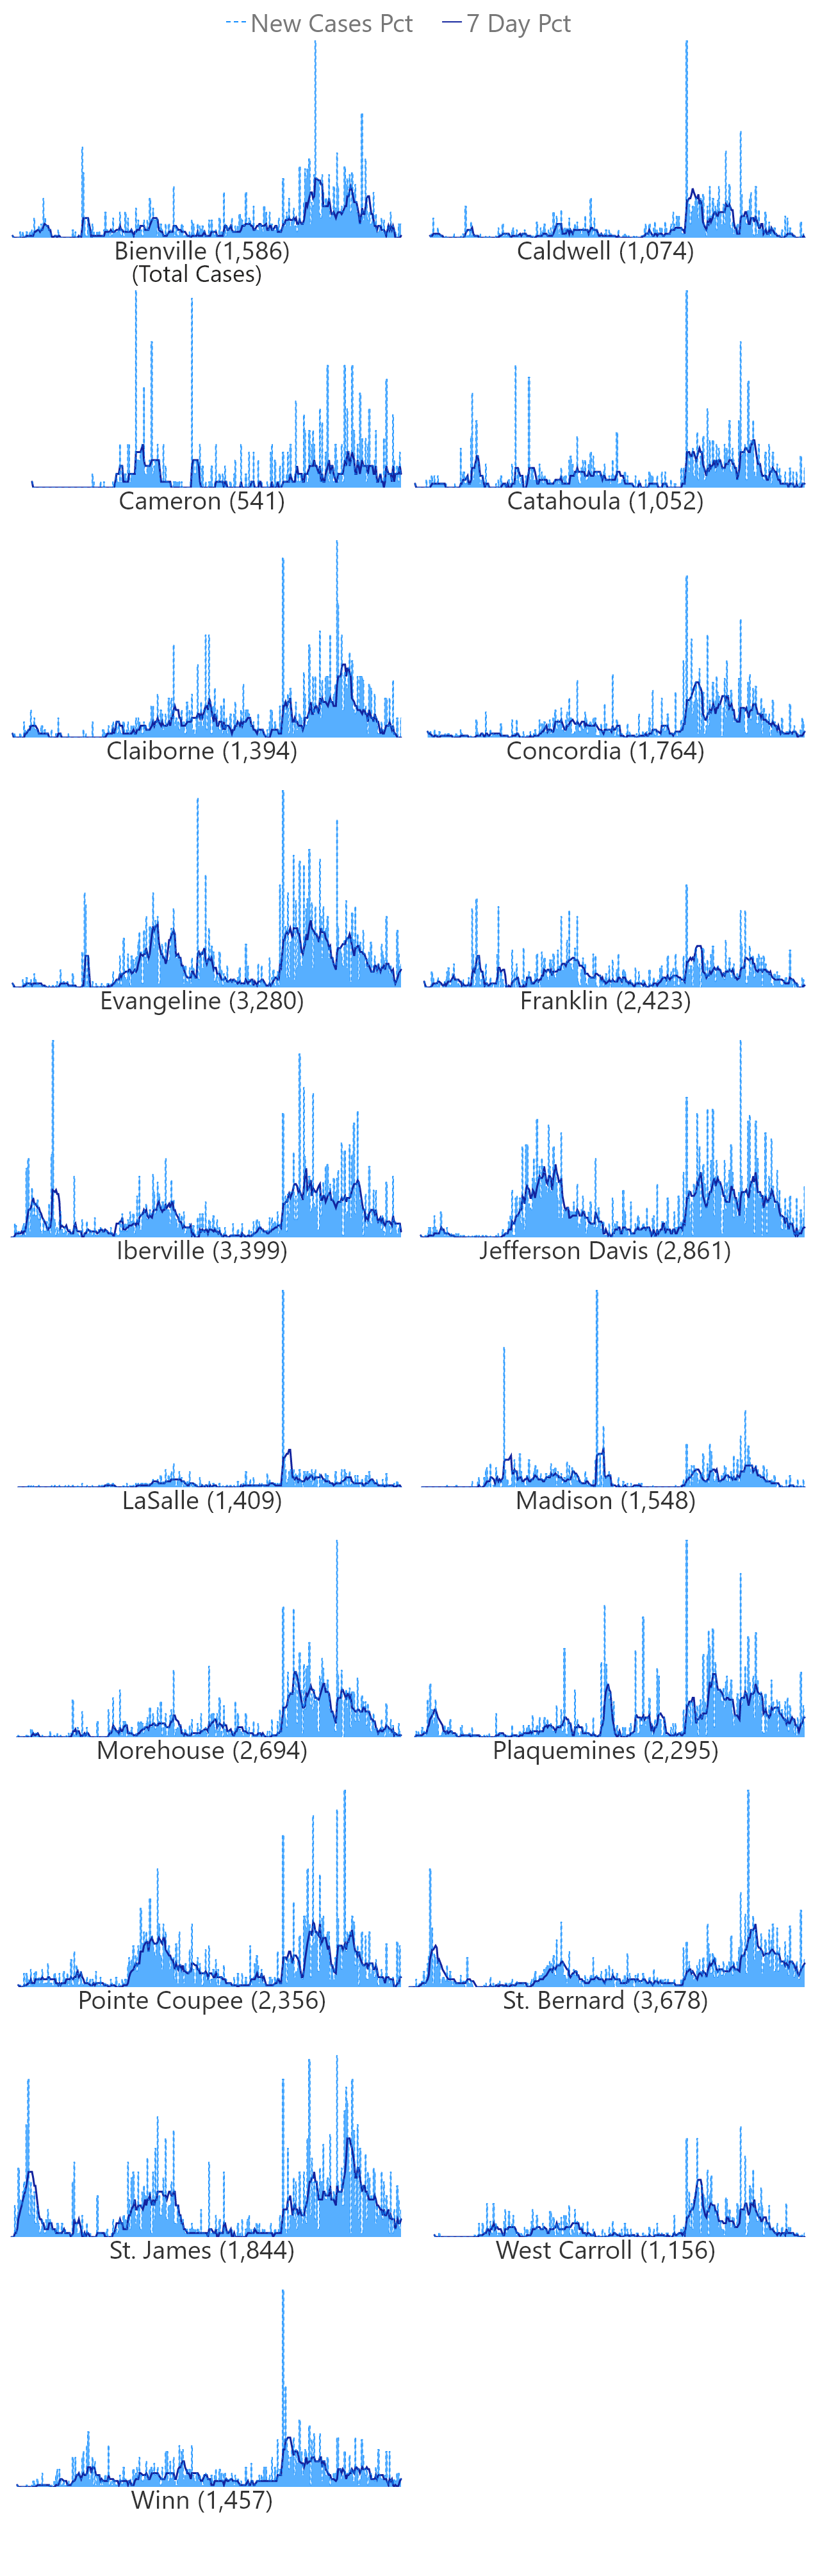 New Cases Pct 7 Day Pct
Bienville (1,586) Caldwell (1,074)
(Total Cases)
Cameron (541) Catahoula (1,052)
Claiborne (1,394) Concordia (1,764)
Evangeline (3,280) Franklin (2,423)
Iberville (3,399) Jefferson Davis (2,861)
LaSalle (1,409) Madison (1,548)
Morehouse (2,694) Plaquemines (2,295)
Pointe Coupee (2,356) St. Bernard (3,678)
St. James (1,844) West Carroll (1,156)
Winn (1,457)